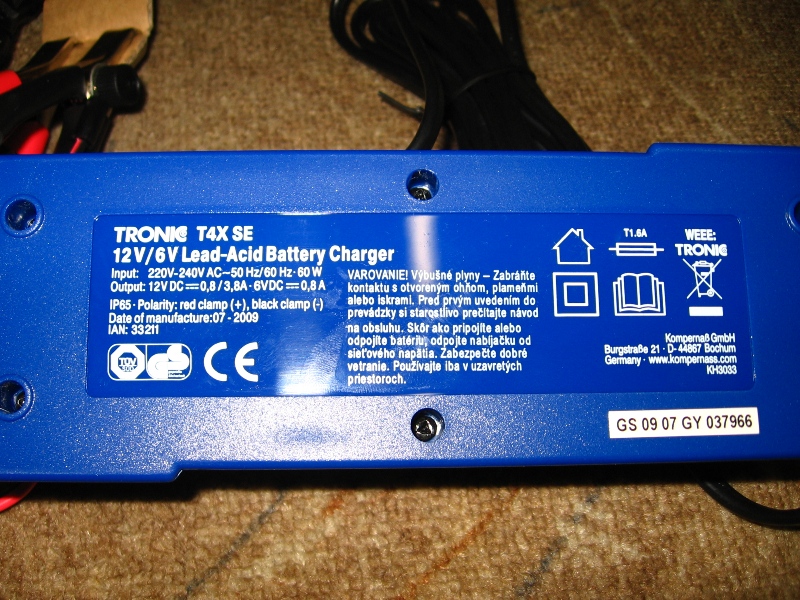 TRONIC T4X SE
12V/6V Lead-Acid Battery Charger
Input: 220V-240V AC~50 Hz/60 Hz · 60 W
Output: 12V DC⎓0,8 / 3,8A · 6VDC⎓0,8 A
IP65 · Polarity: red clamp (+), black clamp (-)
Date of manufacture:07 - 2009
IAN: 33211
TÜV
GS
CE
VAROVANIE! Výbušné plyny – Zabráňte
kontaktu s otvoreným ohňom, plameňmi
alebo iskrami. Pred prvým uvedením do
prevádzky si starostlivo prečítajte návod
na obsluhu. Skôr ako pripojíte alebo
odpojíte batériu, odpojte nabíjačku od
sieťového napätia. Zabezpečte dobré
vetranie. Používajte iba v uzavretých
priestoroch.
T1.6A
WEEE:
TRONIC
Kompernaß GmbH
Burgstraße 21 · D-44867 Bochum
Germany · www.kompernass.com
KH3033
GS 09 07 GY 037966